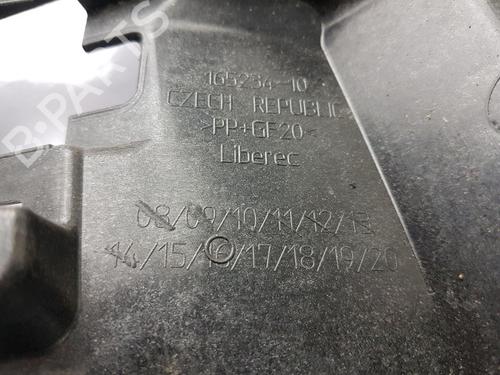 165234-10
CZECH REPUBLIC
>PP+GF20<
Liberec
08/09/10/11/12/13
14/15/16/17/18/19/20
B-PARTS